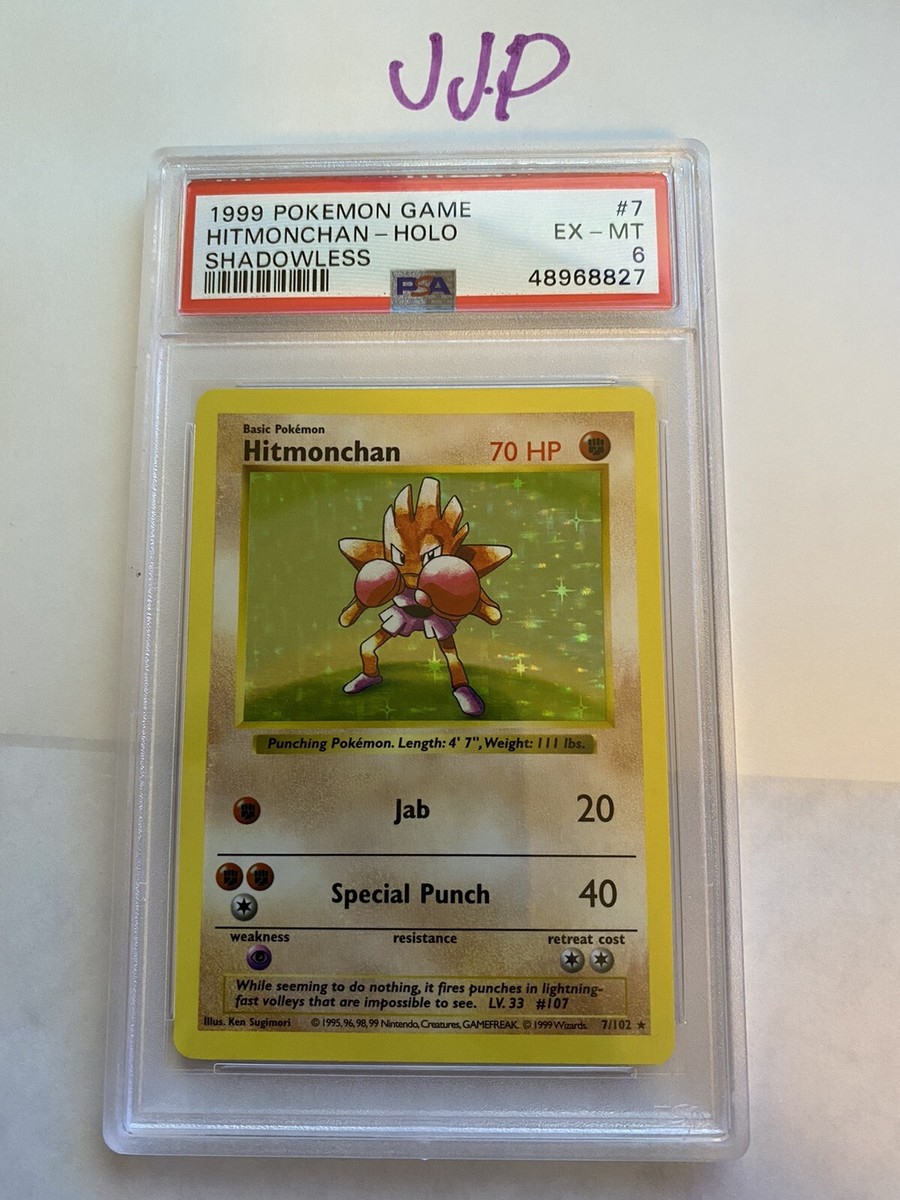 JJP
1999 POKEMON GAME #7
HITMONCHAN - HOLO EX - MT
SHADOWLESS 6
48968827
PSA
Basic Pokémon
Hitmonchan 70 HP
Punching Pokémon. Length: 4' 7", Weight: 111 lbs.
Jab 20
Special Punch 40
weakness resistance retreat cost
While seeming to do nothing, it fires punches in lightning-
fast volleys that are impossible to see. LV. 33 #107
Illus. Ken Sugimori © 1995, 96, 98, 99 Nintendo, Creatures, GAMEFREAK. © 1999 Wizards. 7/102 ★